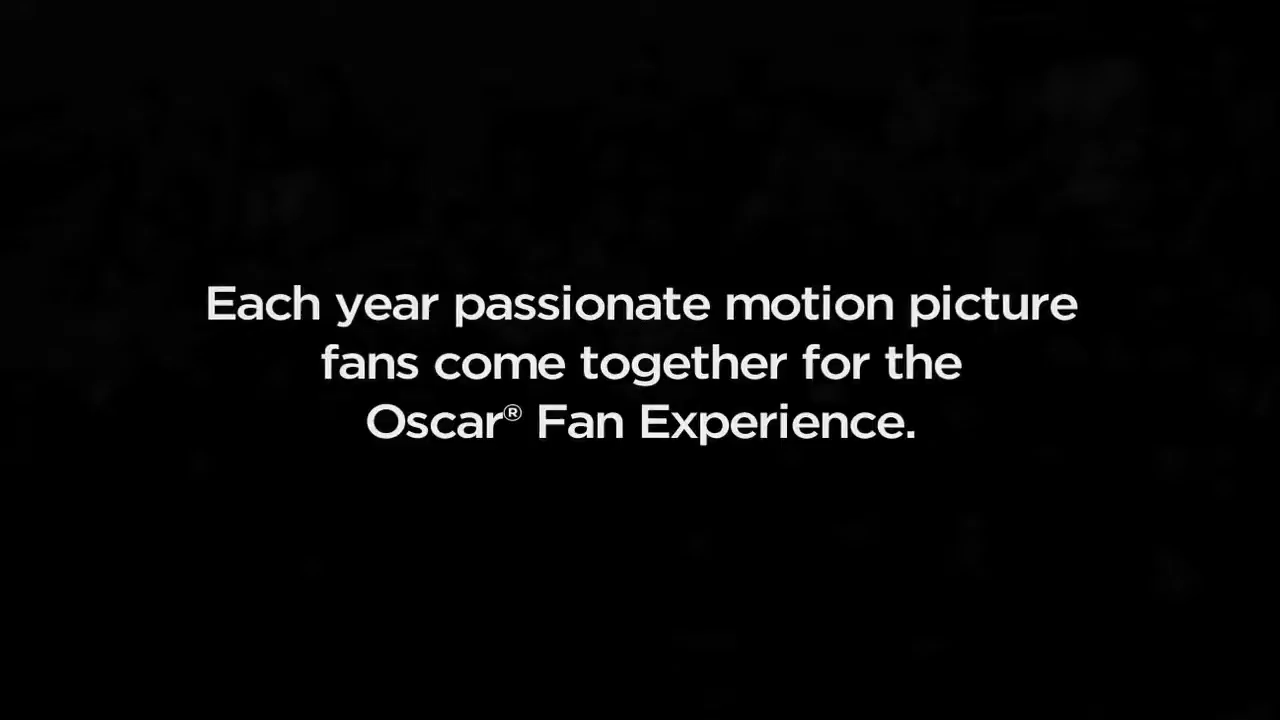 Each year passionate motion picture
fans come together for the
Oscar® Fan Experience.